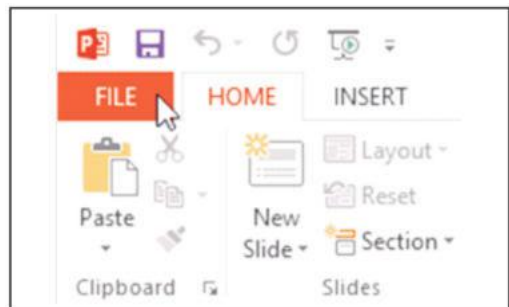 P
FILE HOME INSERT
Layout
Reset
Paste New
Slide Section
Clipboard Slides